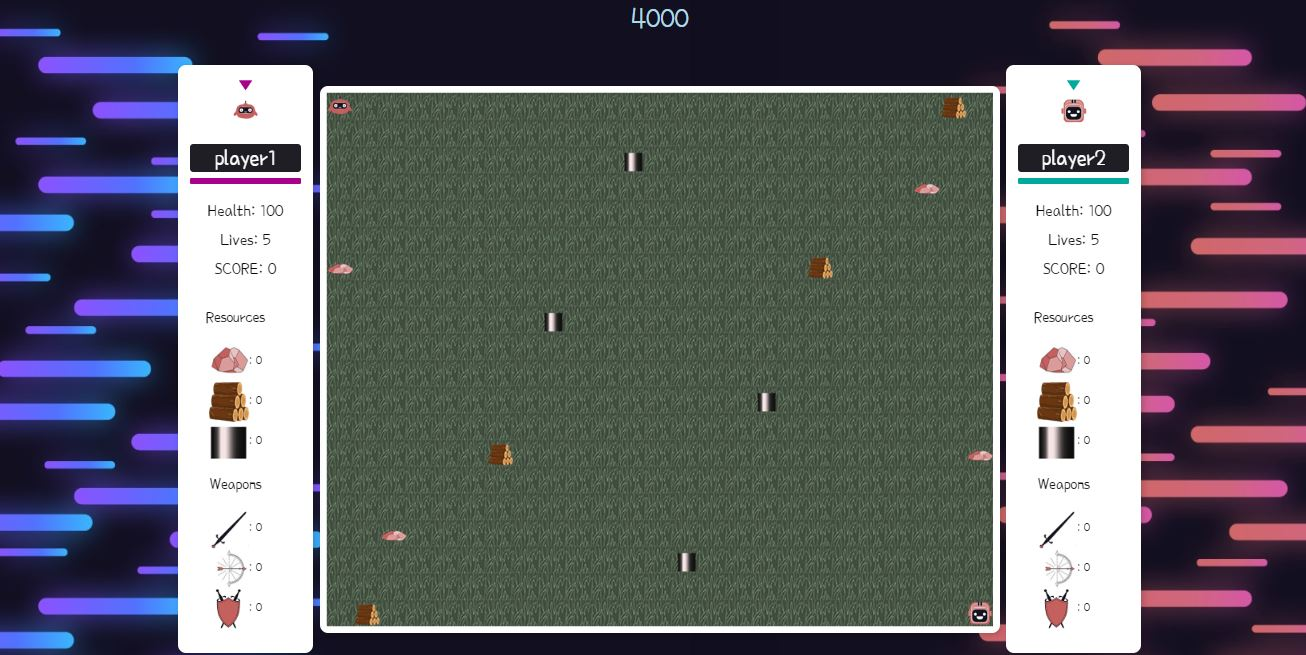 4000
player1
Health: 100
Lives: 5
SCORE: 0
Resources
: 0
: 0
: 0
Weapons
: 0
: 0
: 0
player2
Health: 100
Lives: 5
SCORE: 0
Resources
: 0
: 0
: 0
Weapons
: 0
: 0
: 0